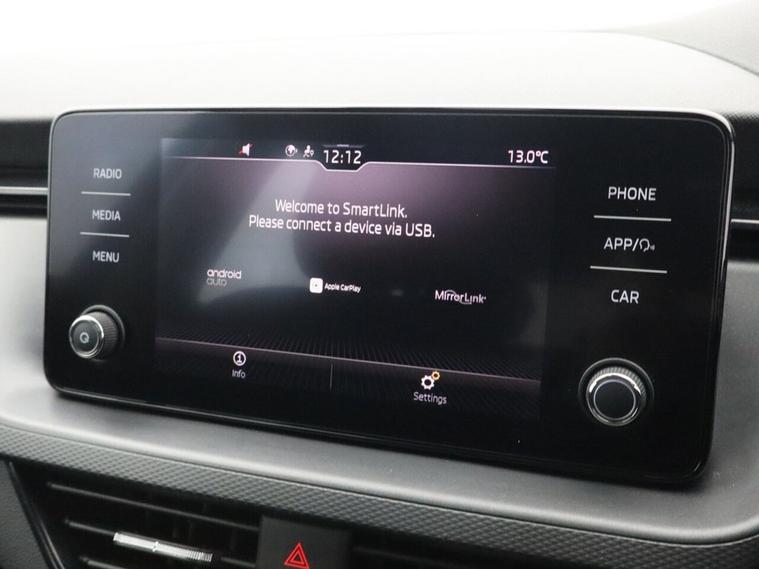 RADIO
MEDIA
MENU
12:12
13.0°C
Welcome to SmartLink.
Please connect a device via USB.
android
auto
Apple CarPlay
MirrorLink
Info
Settings
PHONE
APP/
CAR